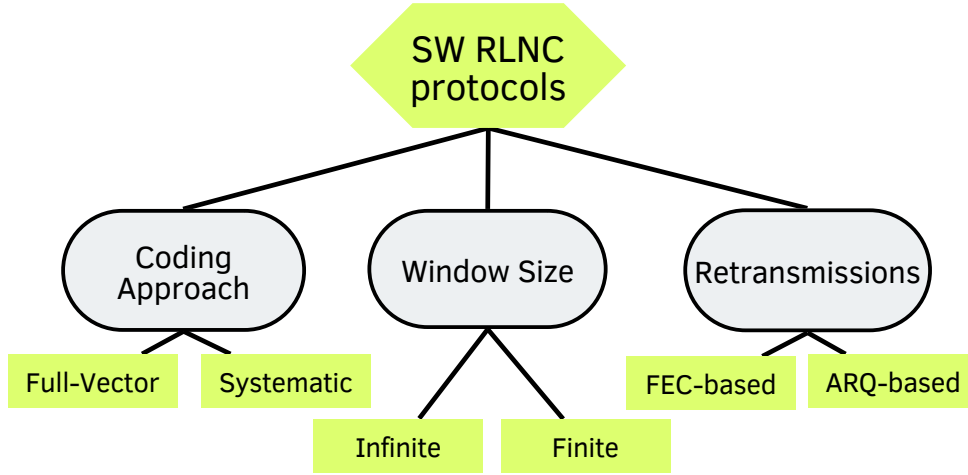 SW RLNC
protocols
Coding
Approach
Window Size
Retransmissions
Full-Vector
Systematic
FEC-based
ARQ-based
Infinite
Finite